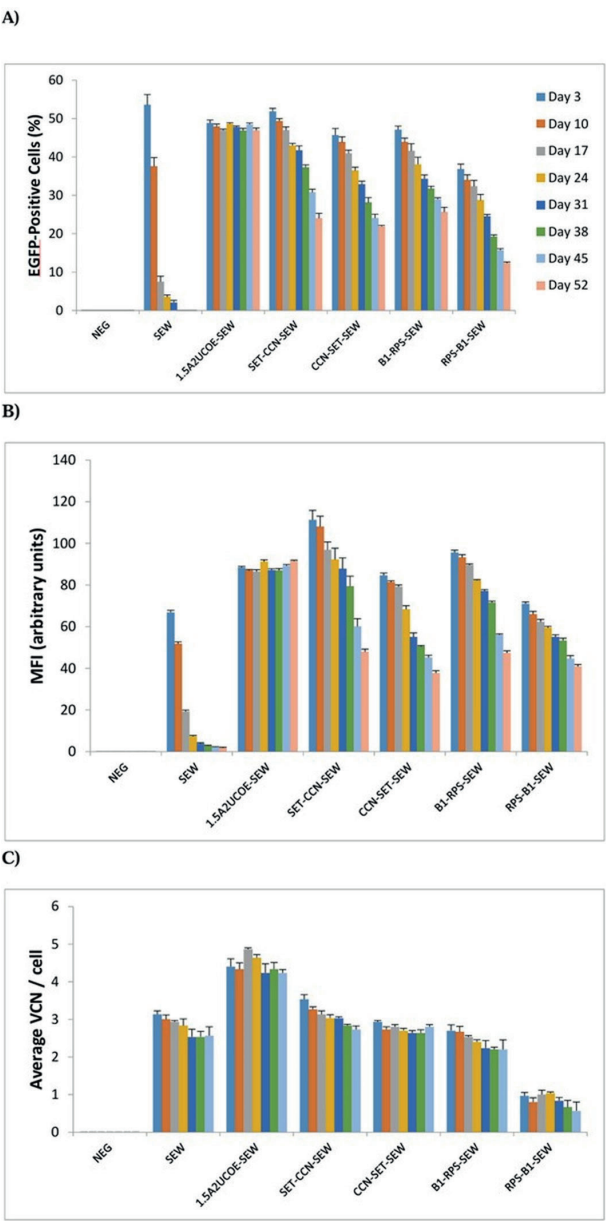 A)
EGFP-Positive Cells (%)
60
50
40
30
20
10
0
NEG
SEW
1.5A2UCOE-SEW
SET-CCN-SEW
CCN-SET-SEW
B1-RPS-SEW
RPS-B1-SEW
Day 3
Day 10
Day 17
Day 24
Day 31
Day 38
Day 45
Day 52
B)
MFI (arbitrary units)
140
120
100
80
60
40
20
0
NEG
SEW
1.5A2UCOE-SEW
SET-CCN-SEW
CCN-SET-SEW
B1-RPS-SEW
RPS-B1-SEW
C)
Average VCN / cell
6
5
4
3
2
1
0
NEG
SEW
1.5A2UCOE-SEW
SET-CCN-SEW
CCN-SET-SEW
B1-RPS-SEW
RPS-B1-SEW